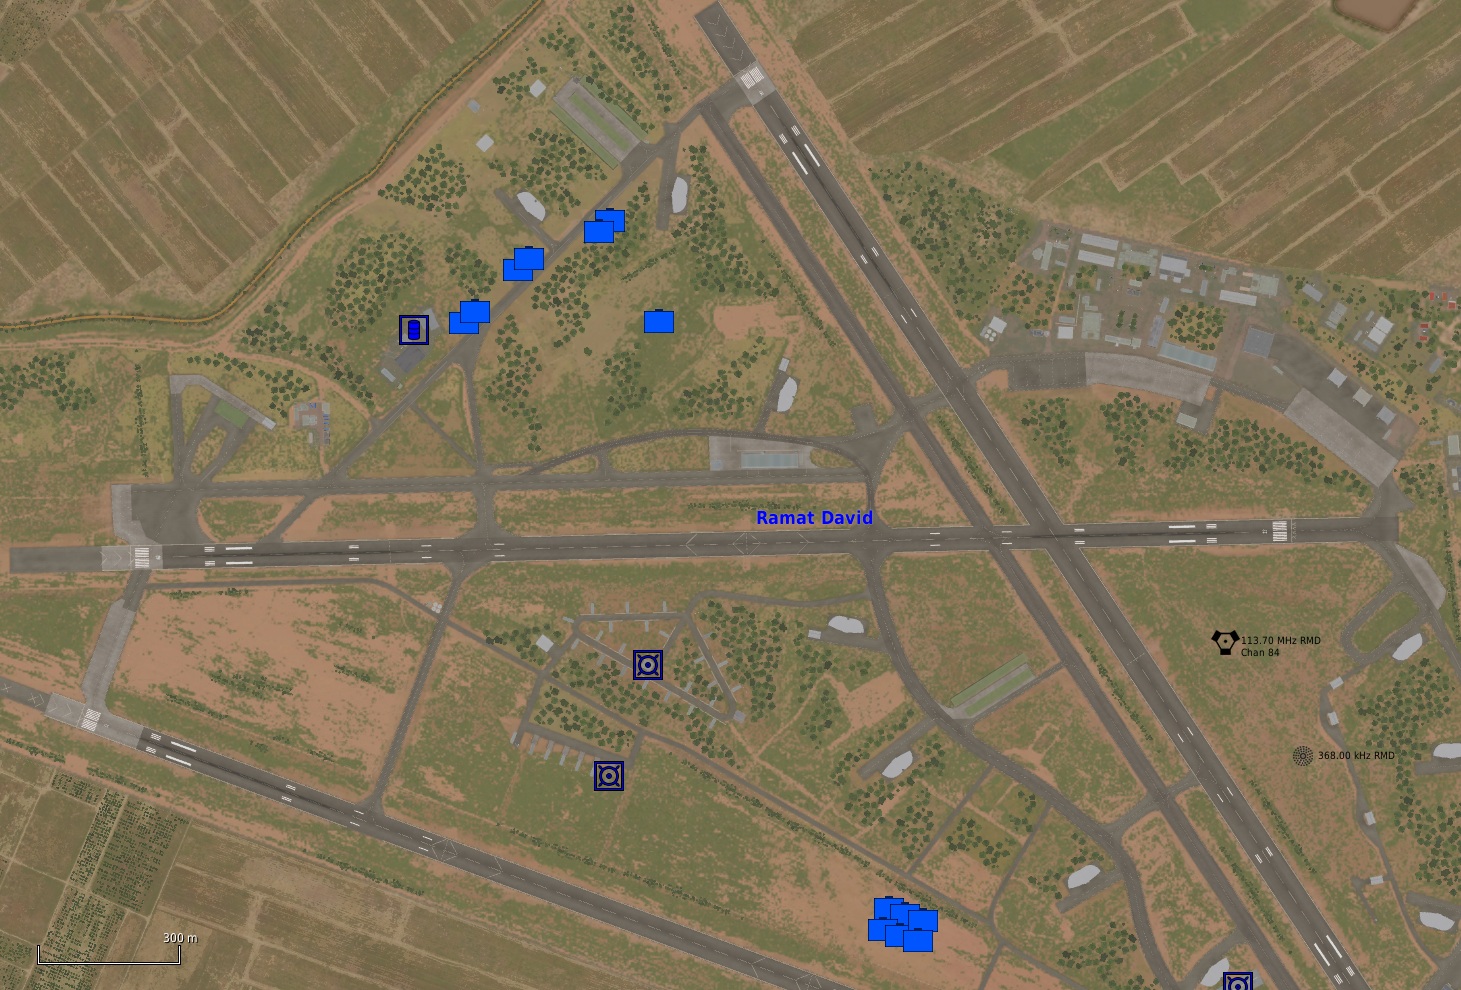 Ramat David
113.70 MHz RMD
Chan 84
368.00 kHz RMD
300 m